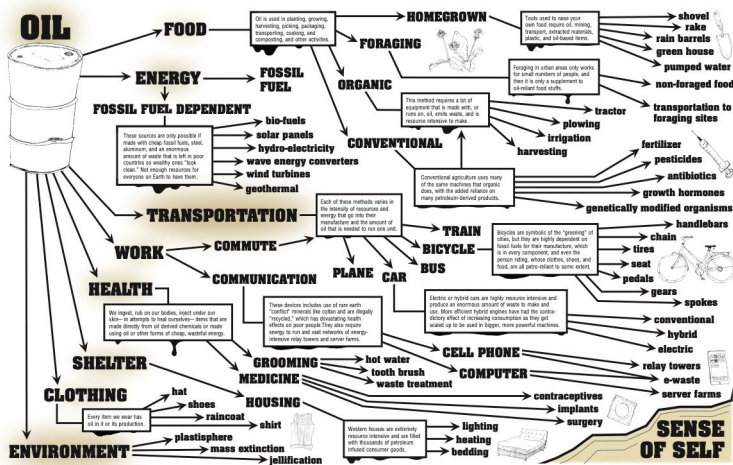 OIL
FOOD
Oil is used in planting, growing,
harvesting, picking, packaging,
transporting, cooking, and
composting, and other activities.
HOMEGROWN
Tools used to raise your
own food require oil, mining,
transport, extracted materials,
plastic, and oil-based items.
shovel
rake
rain barrels
green house
pumped water
FORAGING
Foraging in urban areas only works
for small numbers of people, and
then it is only a supplement to
oil-reliant food stuffs.
non-foraged food
transportation to
foraging sites
ORGANIC
This method requires a lot of
equipment that is made with, or
runs on, oil, emits waste, and is
resource intensive to make.
tractor
plowing
irrigation
harvesting
CONVENTIONAL
Conventional agriculture uses many
of the same machines that organic
does, with the added reliance on
many petroleum-derived products.
fertilizer
pesticides
antibiotics
growth hormones
genetically modified organisms
ENERGY
FOSSIL
FUEL
FOSSIL FUEL DEPENDENT
These sources are only possible if
made with cheap fossil fuels, steel,
aluminum, and an enormous
amount of waste that is left in poor
countries so wealthy ones "look
clean." Not enough resources for
everyone on Earth to have them.
bio-fuels
solar panels
hydro-electricity
wave energy converters
wind turbines
geothermal
TRANSPORTATION
Each of these methods varies in
the intensity of resources and
energy that go into their
manufacture and the amount of
oil that is needed to run one unit.
TRAIN
BICYCLE
BUS
CAR
PLANE
Bicycles are symbolic of the "greening" of
cities, but they are highly dependent on
fossil fuels for their manufacture, which
is in every component, and even the
person riding, whose clothes, shoes, and
food, are all petro-reliant to some extent.
handlebars
chain
tires
seat
pedals
gears
spokes
Electric or hybrid cars are highly resource intensive and
produce an enormous amount of waste to make and
use. More efficient hybrid engines have had the contra-
dictory effect of increasing consumption as they get
scaled up to be used in bigger, more powerful machines.
conventional
hybrid
electric
WORK
COMMUTE
COMMUNICATION
These devices includes use of rare earth
"conflict" minerals like coltan and are illegally
"recycled," which has devastating health
effects on poor people.They also require
energy to run and vast networks of energy-
intensive relay towers and server farms.
CELL PHONE
COMPUTER
relay towers
e-waste
server farms
HEALTH
We ingest, rub on our bodies, inject under our
skin— in attempts to heal ourselves— items that are
made directly from oil derived chemicals or made
using oil or other forms of cheap, wasteful energy.
GROOMING
hot water
tooth brush
waste treatment
MEDICINE
contraceptives
implants
surgery
SHELTER
HOUSING
Western houses are extremely
resource intensive and are filled
with thousands of petroleum
infused consumer goods.
lighting
heating
bedding
CLOTHING
Every item we wear has
oil in it or its production.
hat
shoes
raincoat
shirt
ENVIRONMENT
plastisphere
mass extinction
jellification
SENSE
OF SELF